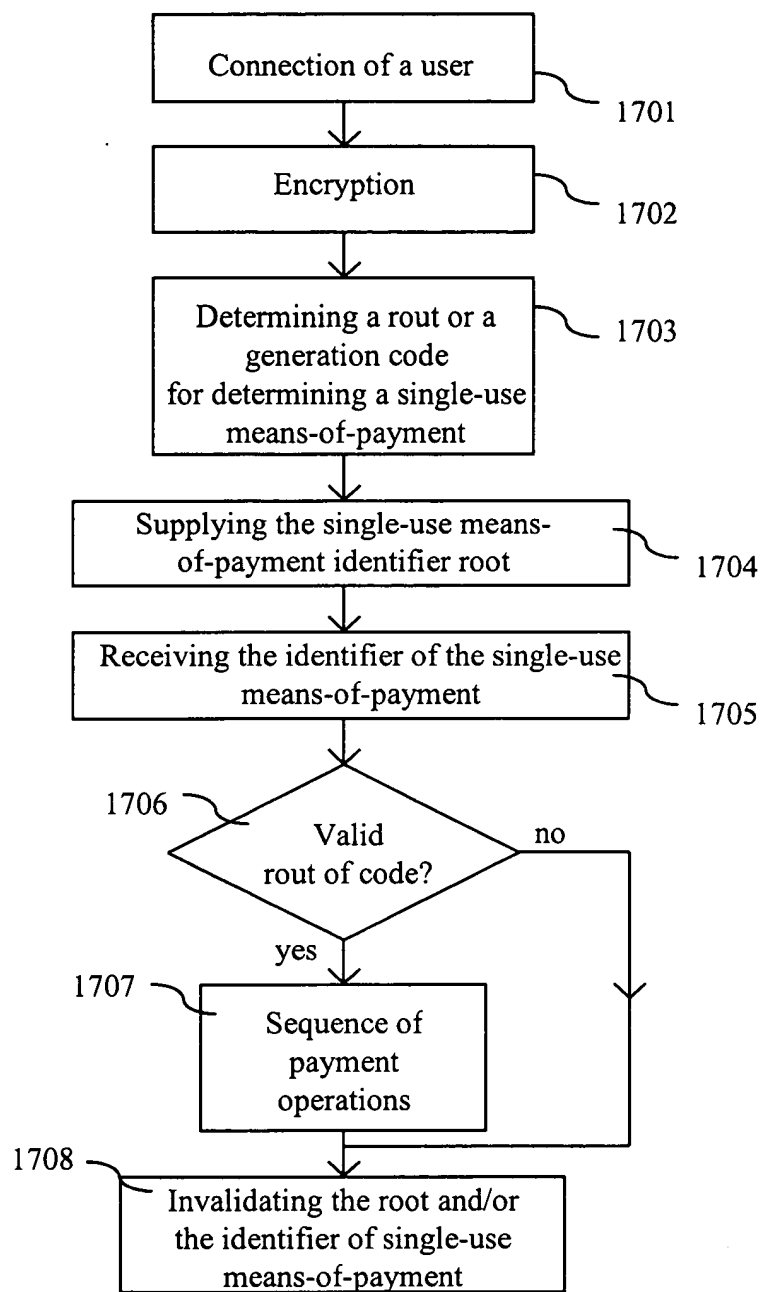 Connection of a user
1701
Encryption
1702
Determining a rout or a
generation code
for determining a single-use
means-of-payment
1703
Supplying the single-use means-
of-payment identifier root
1704
Receiving the identifier of the single-use
means-of-payment
1705
1706
Valid
rout of code?
no
yes
1707
Sequence of
payment
operations
1708
Invalidating the root and/or
the identifier of single-use
means-of-payment